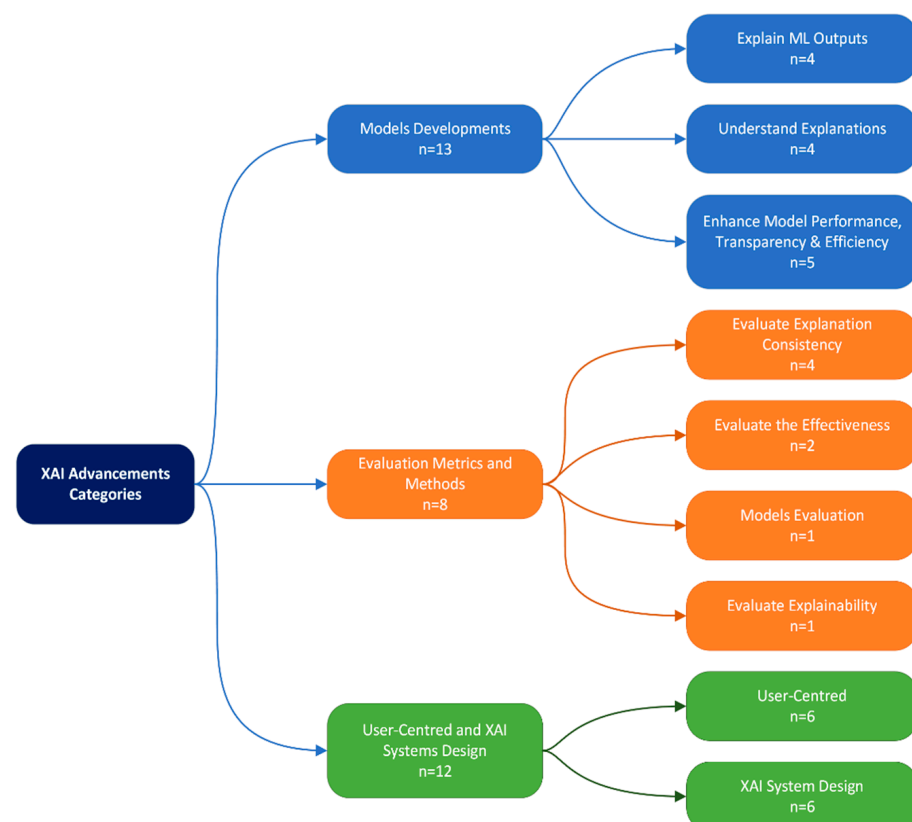 Explain ML Outputs
n=4
Models Developments
n=13
Understand Explanations
n=4
Enhance Model Performance,
Transparency & Efficiency
n=5
Evaluate Explanation
Consistency
n=4
Evaluate the Effectiveness
n=2
XAI Advancements
Categories
Evaluation Metrics and
Methods
n=8
Models Evaluation
n=1
Evaluate Explainability
n=1
User-Centred and XAI
Systems Design
n=12
User-Centred
n=6
XAI System Design
n=6